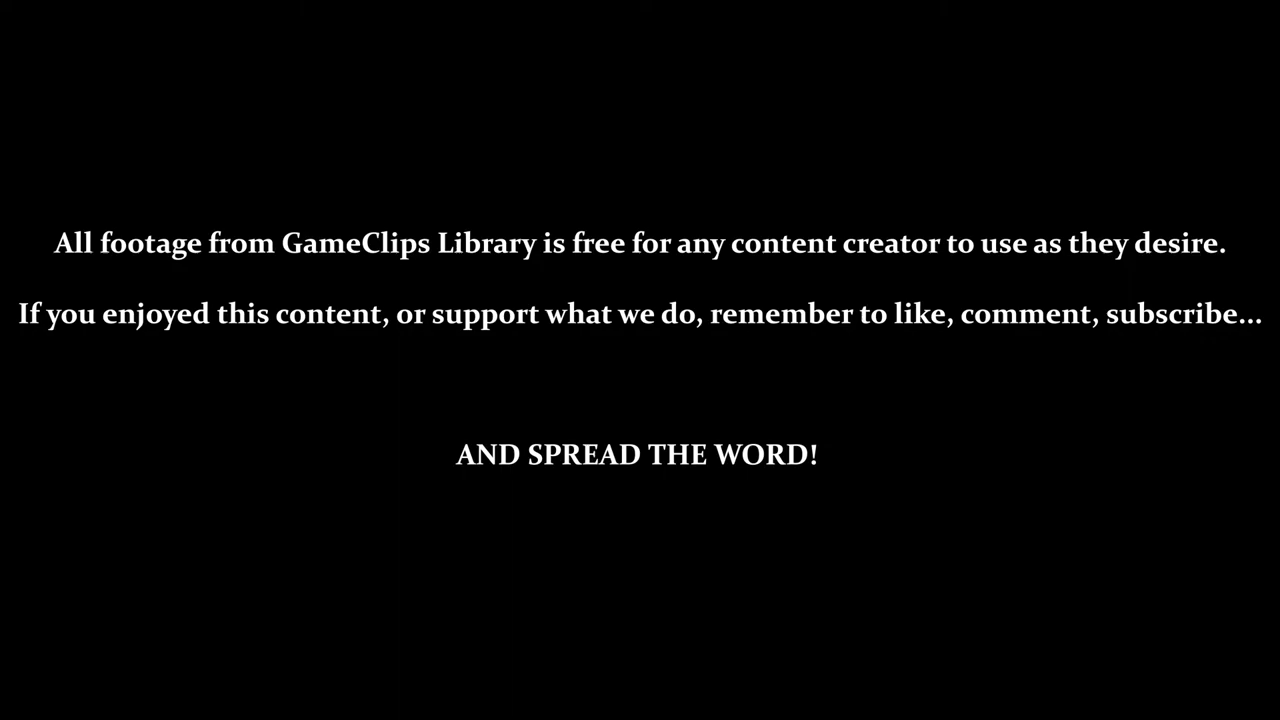 All footage from GameClips Library is free for any content creator to use as they desire.
If you enjoyed this content, or support what we do, remember to like, comment, subscribe...
AND SPREAD THE WORD!